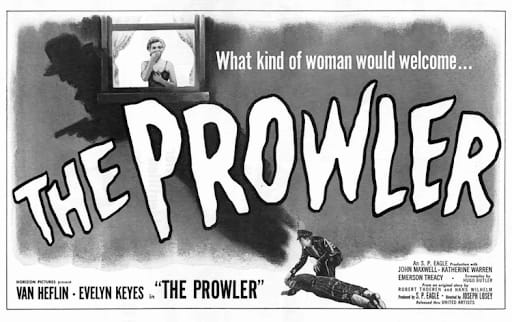 What kind of woman would welcome...
THE PROWLER
HORIZON PICTURES present
VAN HEFLIN · EVELYN KEYES in "THE PROWLER"
An S. P. EAGLE Production with
JOHN MAXWELL · KATHERINE WARREN
EMERSON TREACY · Screenplay by HUGO BUTLER
From an original story by
ROBERT THOEREN and HANS WILHELM
Produced by S. P. EAGLE · Directed by JOSEPH LOSEY
Released thru UNITED ARTISTS